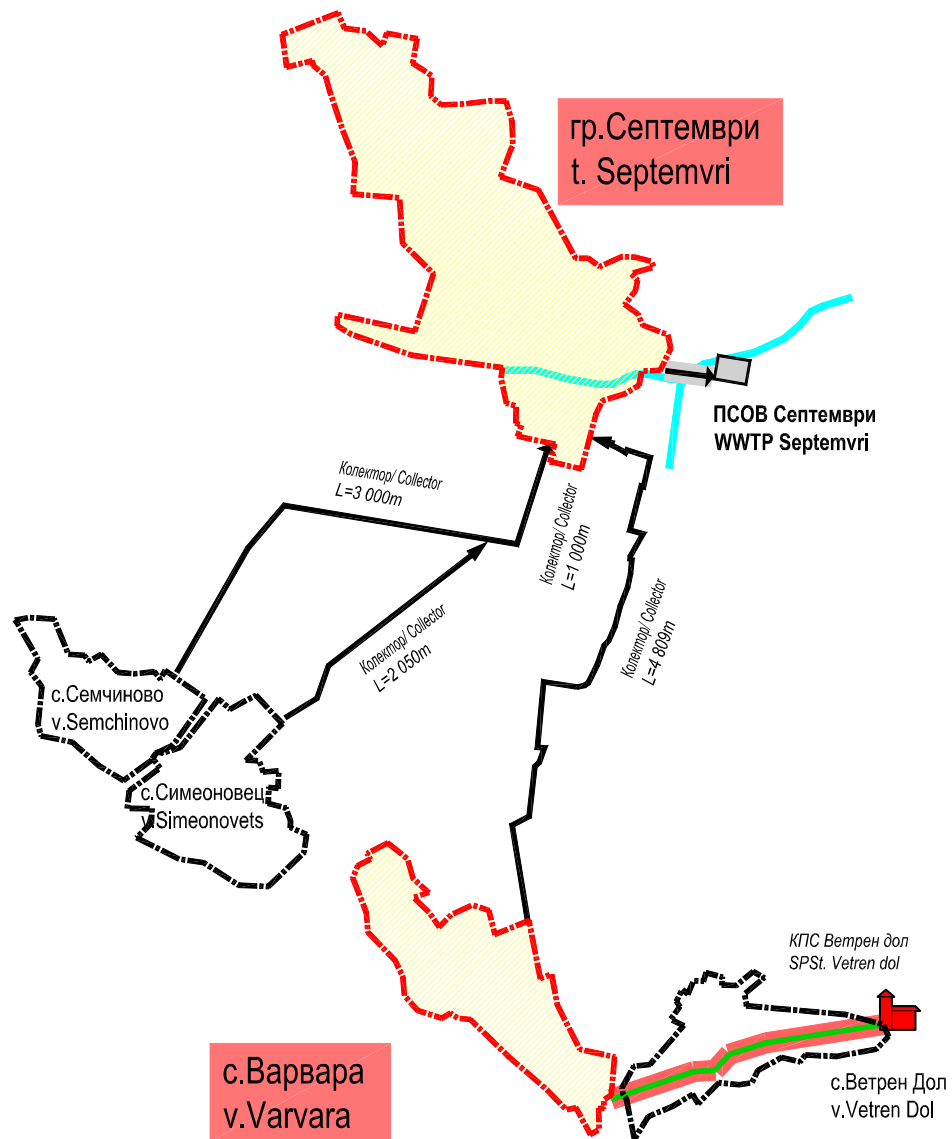 гр.Септември
t. Septemvri
ПСОВ Септември
WWTP Septemvri
Колектор/ Collector
L=3 000m
Колектор/ Collector
L=1 000m
Колектор/ Collector
L=2 050m
Колектор/ Collector
L=4 809m
с.Семчиново
v.Semchinovo
с.Симеоновец
v.Simeonovets
КПС Ветрен дол
SPSt. Vetren dol
с.Варвара
v.Varvara
с.Ветрен Дол
v.Vetren Dol